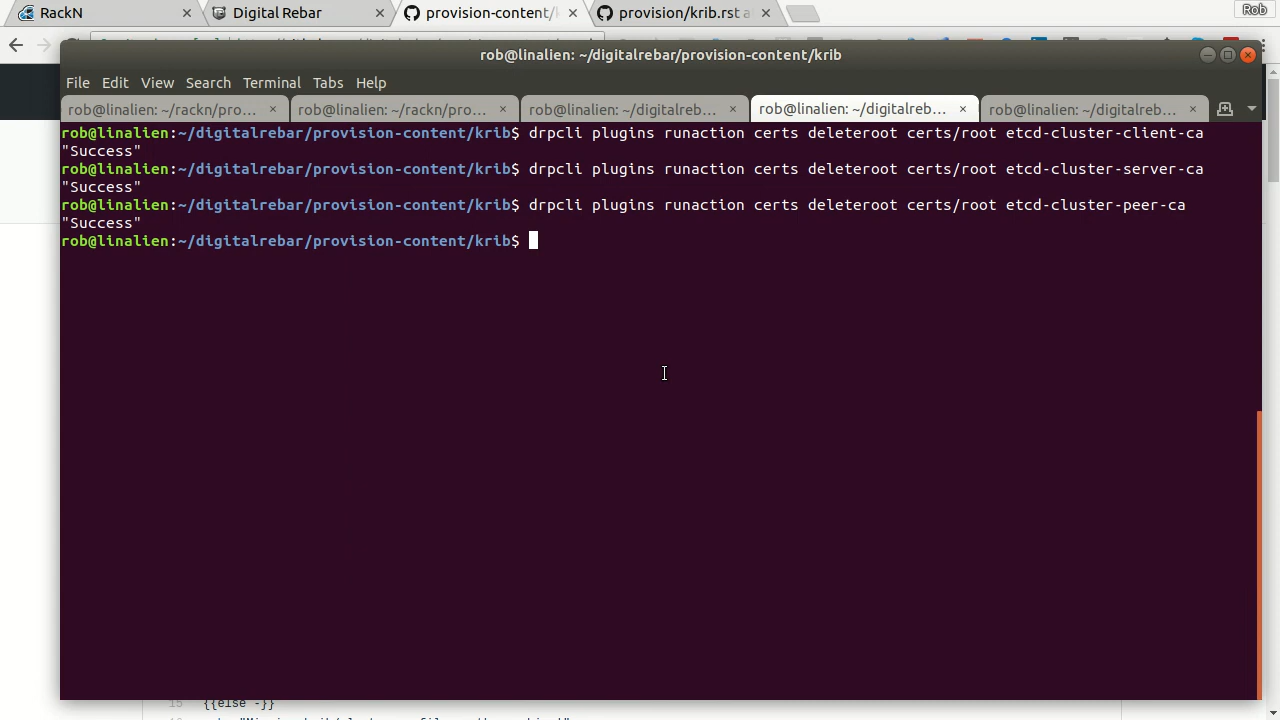 RackN
Digital Rebar
provision-content/
provision/krib.rst a
Rob
rob@linalien: ~/digitalrebar/provision-content/krib
File Edit View Search Terminal Tabs Help
rob@linalien: ~/rackn/pro...
rob@linalien: ~/rackn/pro...
rob@linalien: ~/digitalreb...
rob@linalien: ~/digitalreb...
rob@linalien: ~/digitalreb...
rob@linalien:~/digitalrebar/provision-content/krib$ drpcli plugins runaction certs deleteroot certs/root etcd-cluster-client-ca
"Success"
rob@linalien:~/digitalrebar/provision-content/krib$ drpcli plugins runaction certs deleteroot certs/root etcd-cluster-server-ca
"Success"
rob@linalien:~/digitalrebar/provision-content/krib$ drpcli plugins runaction certs deleteroot certs/root etcd-cluster-peer-ca
"Success"
rob@linalien:~/digitalrebar/provision-content/krib$
15 {{else -}}